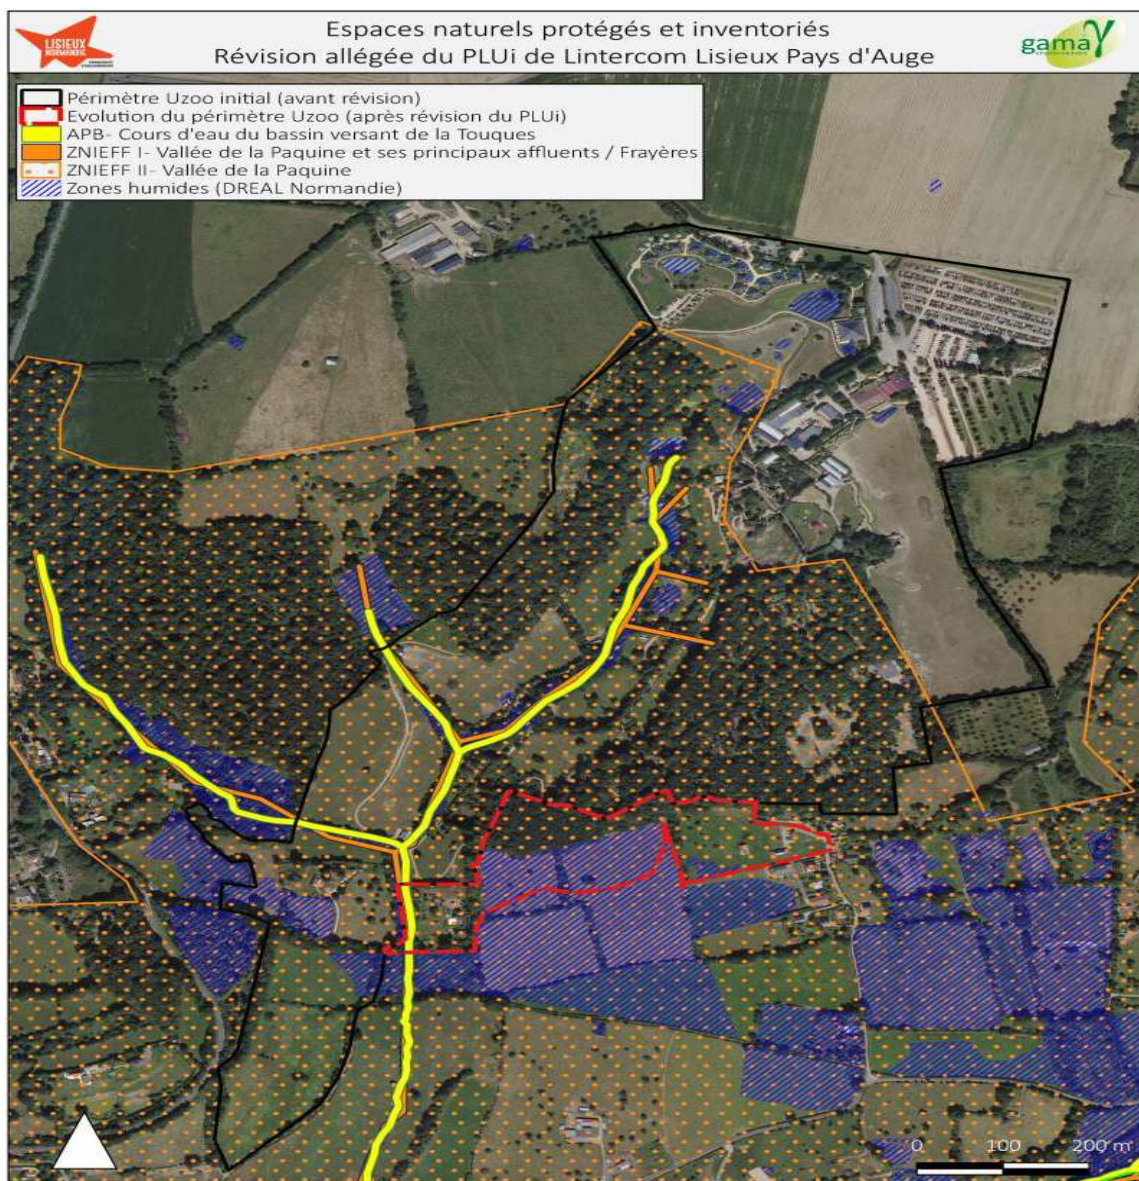 LISIEUX
NORMANDIE
Espaces naturels protégés et inventoriés
Révision allégée du PLUi de Lintercom Lisieux Pays d'Auge
gama
Périmètre Uzoo initial (avant révision)
Evolution du périmètre Uzoo (après révision du PLUi)
APB- Cours d'eau du bassin versant de la Touques
ZNIEFF I- Vallée de la Paquine et ses principaux affluents / Frayères
ZNIEFF II- Vallée de la Paquine
Zones humides (DREAL Normandie)
0 100 200 m